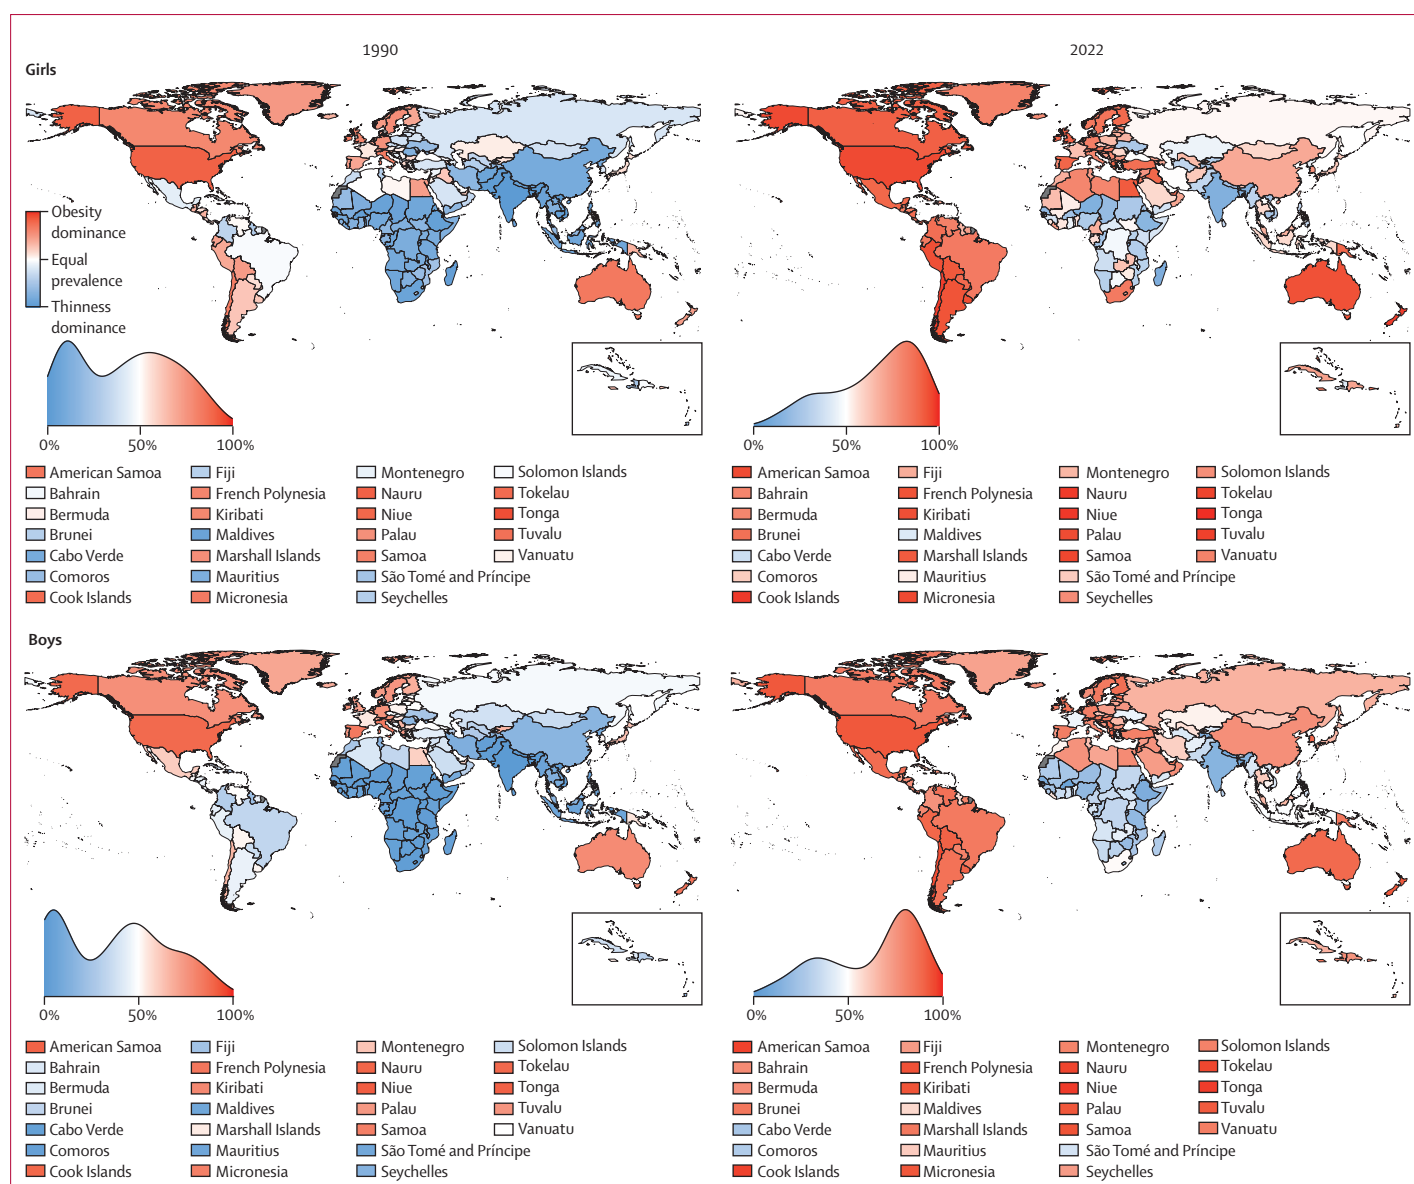 1990
2022
Girls
Obesity
dominance
Equal
prevalence
Thinness
dominance
0%
50%
100%
0%
50%
100%
American Samoa
Bahrain
Bermuda
Brunei
Cabo Verde
Comoros
Cook Islands
Fiji
French Polynesia
Kiribati
Maldives
Marshall Islands
Mauritius
Micronesia
Montenegro
Nauru
Niue
Palau
Samoa
São Tomé and Príncipe
Seychelles
Solomon Islands
Tokelau
Tonga
Tuvalu
Vanuatu
American Samoa
Bahrain
Bermuda
Brunei
Cabo Verde
Comoros
Cook Islands
Fiji
French Polynesia
Kiribati
Maldives
Marshall Islands
Mauritius
Micronesia
Montenegro
Nauru
Niue
Palau
Samoa
São Tomé and Príncipe
Seychelles
Solomon Islands
Tokelau
Tonga
Tuvalu
Vanuatu
Boys
0%
50%
100%
0%
50%
100%
American Samoa
Bahrain
Bermuda
Brunei
Cabo Verde
Comoros
Cook Islands
Fiji
French Polynesia
Kiribati
Maldives
Marshall Islands
Mauritius
Micronesia
Montenegro
Nauru
Niue
Palau
Samoa
São Tomé and Príncipe
Seychelles
Solomon Islands
Tokelau
Tonga
Tuvalu
Vanuatu
American Samoa
Bahrain
Bermuda
Brunei
Cabo Verde
Comoros
Cook Islands
Fiji
French Polynesia
Kiribati
Maldives
Marshall Islands
Mauritius
Micronesia
Montenegro
Nauru
Niue
Palau
Samoa
São Tomé and Príncipe
Seychelles
Solomon Islands
Tokelau
Tonga
Tuvalu
Vanuatu